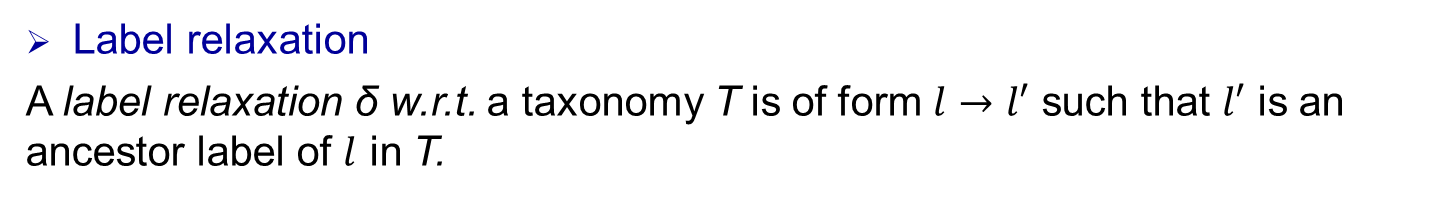 ➢ Label relaxation
A label relaxation δ w.r.t. a taxonomy T is of form l → l′ such that l′ is an
ancestor label of l in T.